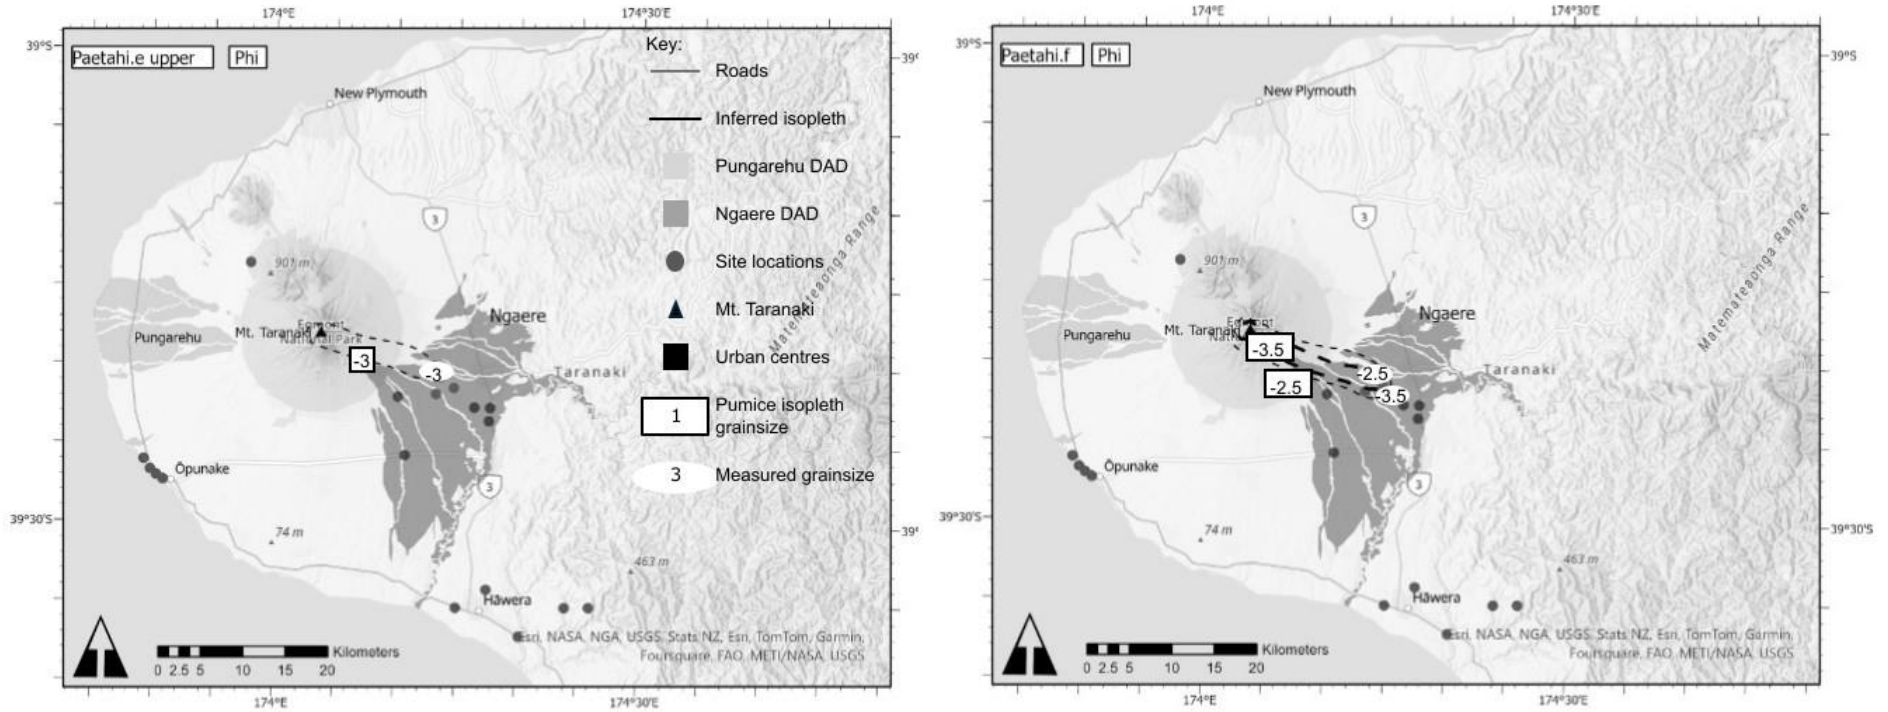 174°E
174°30'E
39°S
39°
Paetahi.e upper
Phi
Key:
Roads
Inferred isopleth
Pungarehu DAD
Ngaere DAD
Site locations
Mt. Taranaki
Urban centres
1
Pumice isopleth
grainsize
3
Measured grainsize
New Plymouth
3
901 m
Matemateaonga Range
Ngaere
Egmont
Mt. Taranaki
National Park
Pungarehu
-3
-3
Taranaki
Ōpunake
3
39°30'S
39°
74 m
463 m
Hāwera
Esri, NASA, NGA, USGS, Stats NZ, Esri, TomTom, Garmin,
Foursquare, FAO, METI/NASA, USGS
Kilometers
0 2.5 5 10 15 20
174°E
174°30'E
174°E
174°30'E
39°S
39°S
Paetahi.f
Phi
New Plymouth
3
901 m
Matemateaonga Range
Ngaere
Mt. Taranaki
Pungarehu
-3.5
-2.5
-2.5
-3.5
Taranaki
Ōpunake
3
39°30'S
39°30'S
74 m
463 m
Hāwera
Esri, NASA, NGA, USGS, Stats NZ, Esri, TomTom, Garmin,
Foursquare, FAO, METI/NASA, USGS
Kilometers
0 2.5 5 10 15 20
174°E
174°30'E